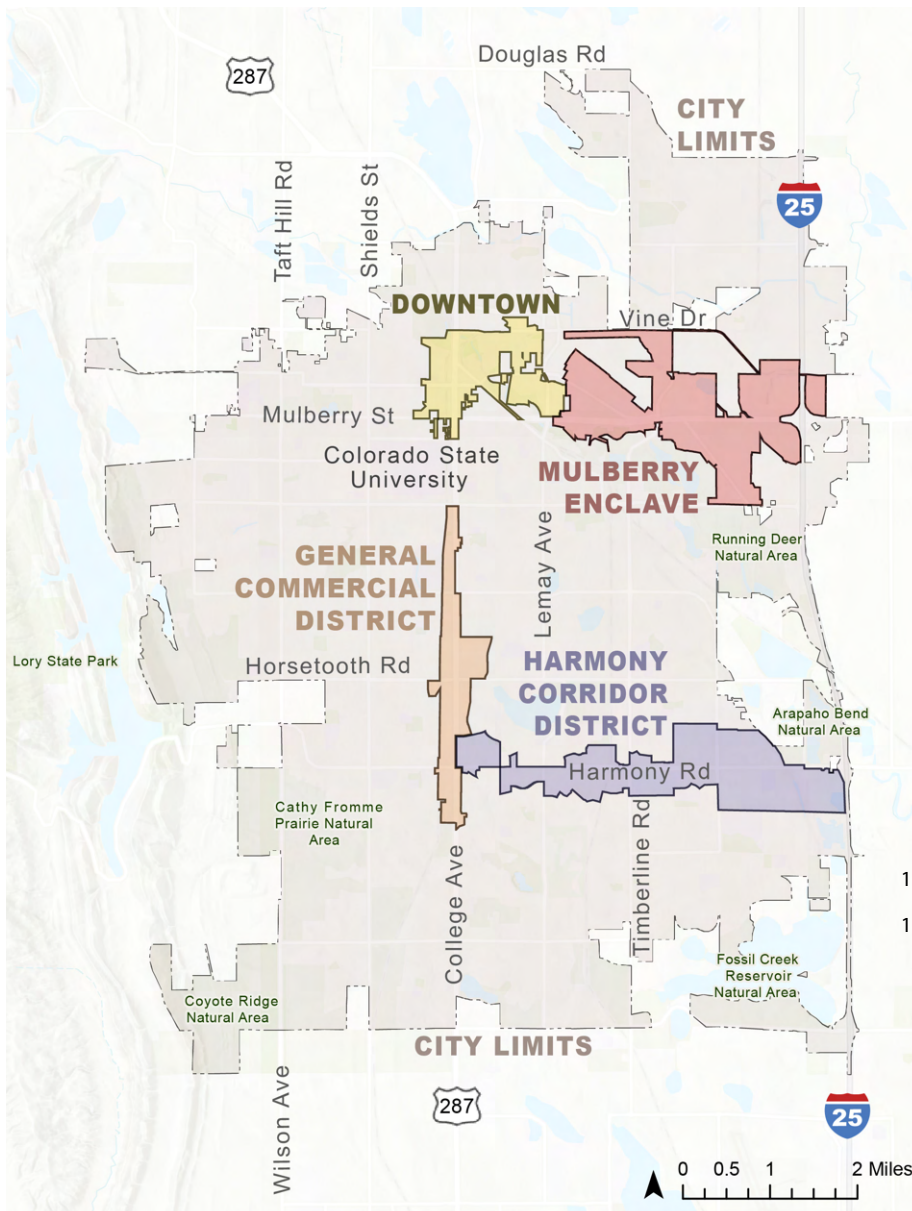 Douglas Rd
287
CITY
LIMITS
25
Taft Hill Rd
Shields St
DOWNTOWN
Vine Dr
Mulberry St
Colorado State
University
MULBERRY
ENCLAVE
Lemay Ave
Running Deer
Natural Area
GENERAL
COMMERCIAL
DISTRICT
Lory State Park
Horsetooth Rd
HARMONY
CORRIDOR
DISTRICT
Arapaho Bend
Natural Area
Harmony Rd
Cathy Fromme
Prairie Natural
Area
College Ave
Timberline Rd
1
1
Fossil Creek
Reservoir
Natural Area
Coyote Ridge
Natural Area
CITY LIMITS
Wilson Ave
287
25
0 0.5 1 2 Miles